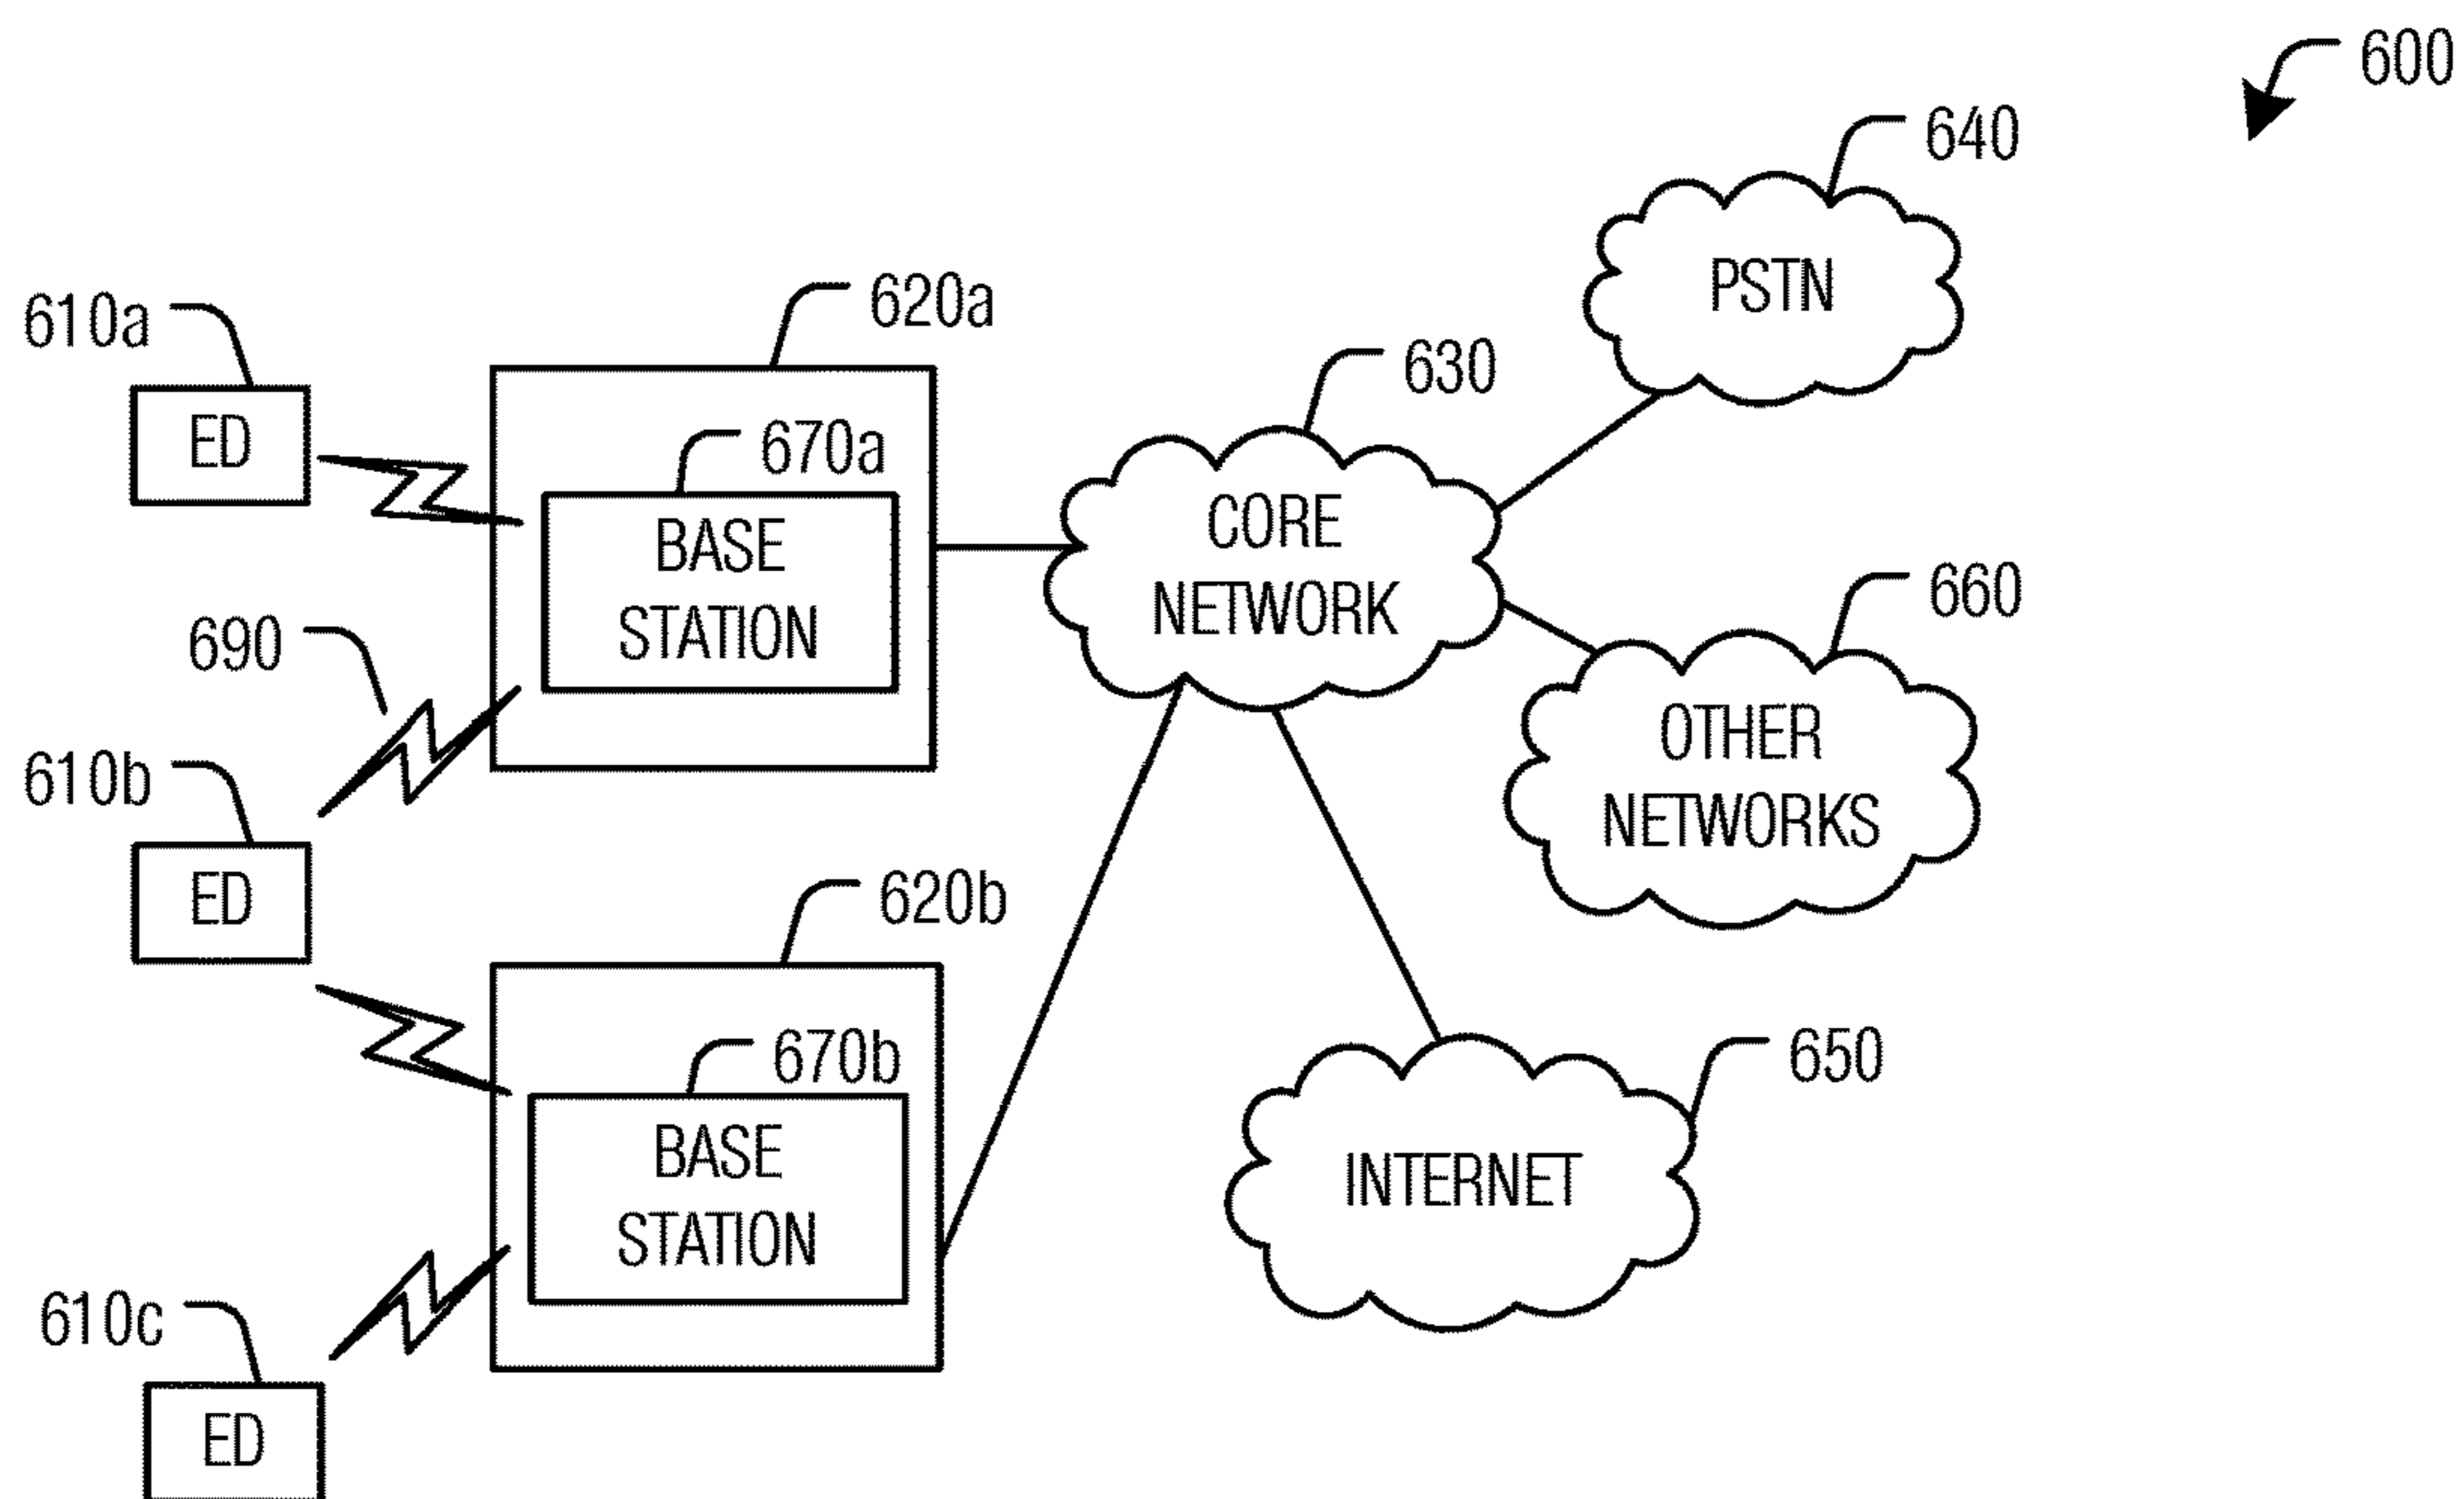 600
640
PSTN
620a
610a
ED
630
670a
BASE
STATION
CORE
NETWORK
660
690
OTHER
NETWORKS
610b
ED
620b
650
670b
BASE
STATION
INTERNET
610c
ED